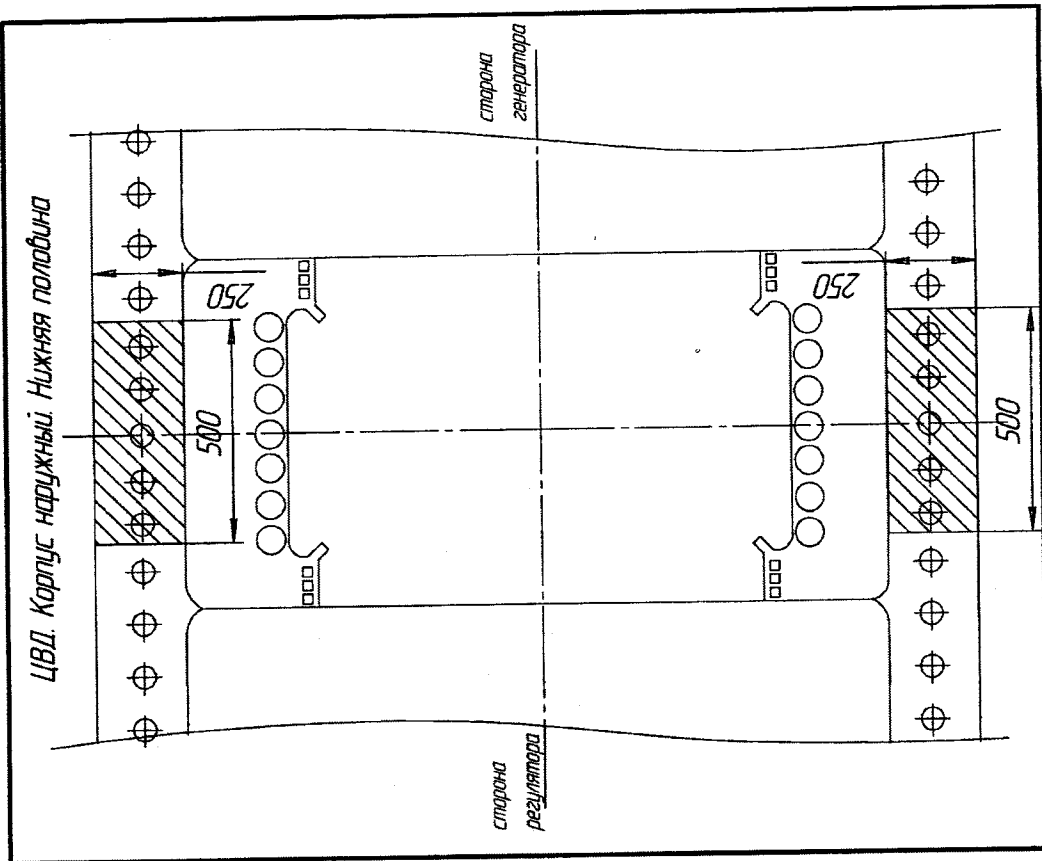 ЦВД. Корпус наружный. Нижняя половина
сторона
генератора
250
500
250
500
сторона
регулятора